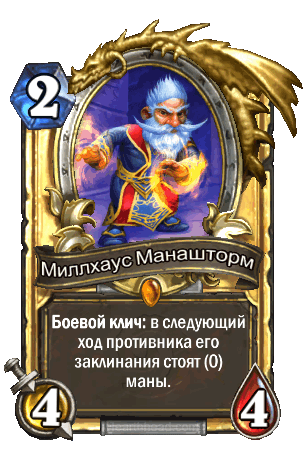 2
Миллхаус Манашторм
Боевой клич: в следующий
ход противника его
заклинания стоят (0)
маны.
4 4